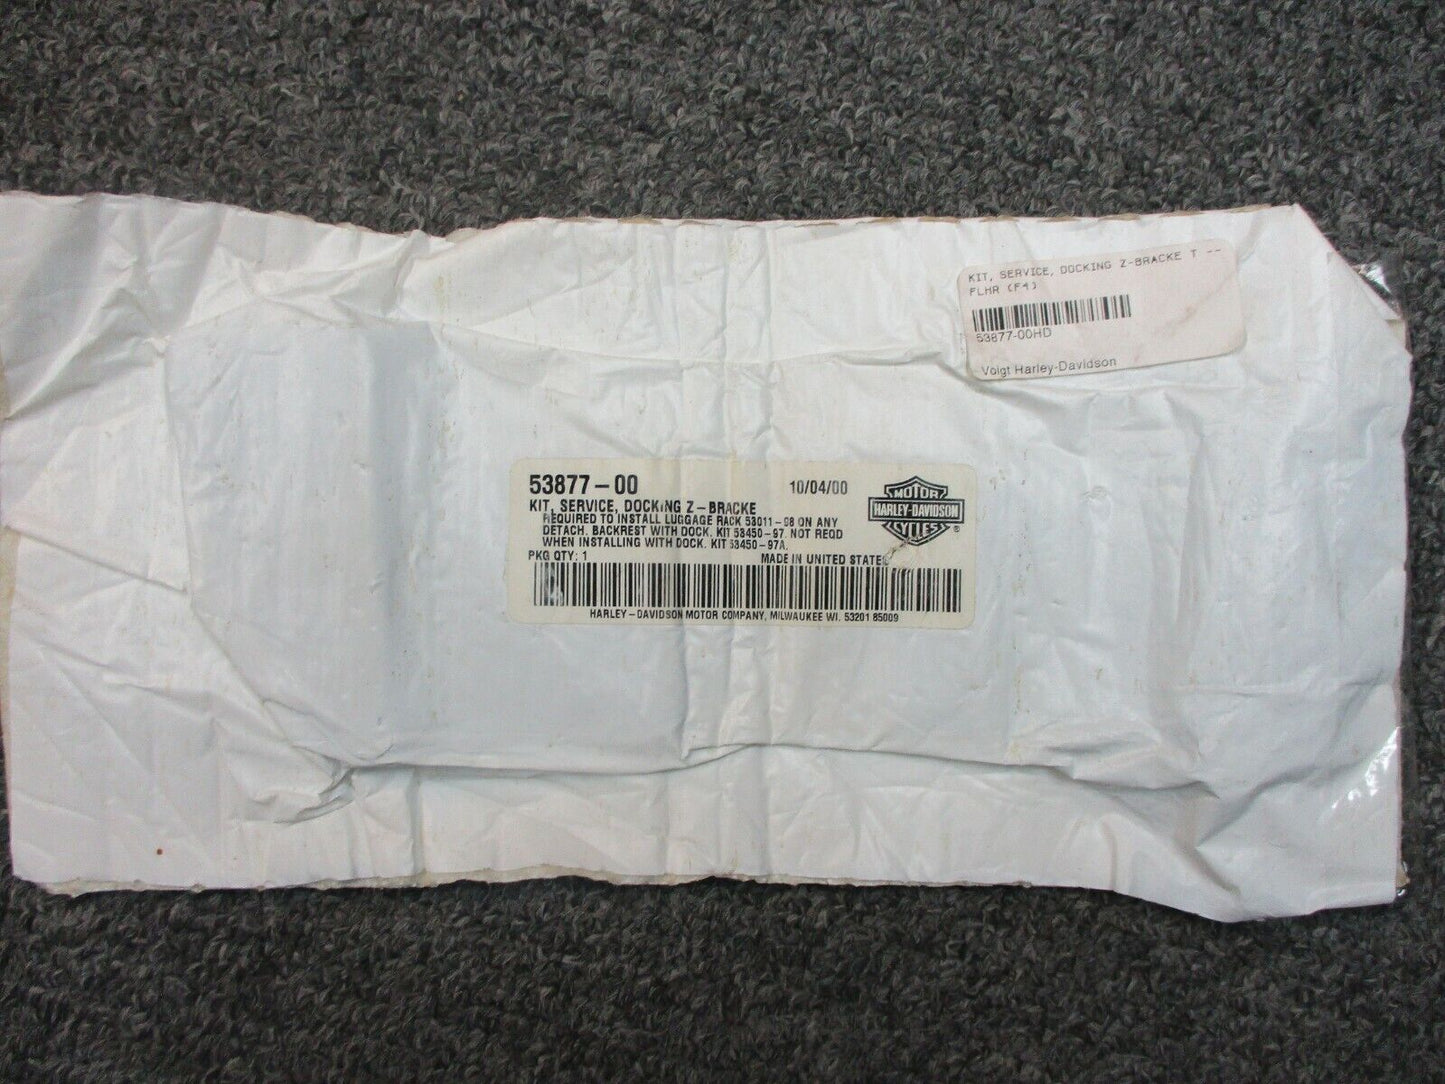 KIT, SERVICE, DOCKING Z-BRACKE T --
FLHR (F4)
53877-00HD
Voigt Harley-Davidson
53877-00
10/04/00
MOTOR
HARLEY-DAVIDSON
CYCLES
®
KIT, SERVICE, DOCKING Z-BRACKE
REQUIRED TO INSTALL LUGGAGE RACK 53011-98 ON ANY
DETACH. BACKREST WITH DOCK. KIT 53450-97. NOT REQD
WHEN INSTALLING WITH DOCK. KIT 53450-97A.
PKG QTY: 1
MADE IN UNITED STATES
HARLEY-DAVIDSON MOTOR COMPANY, MILWAUKEE WI. 53201 85009